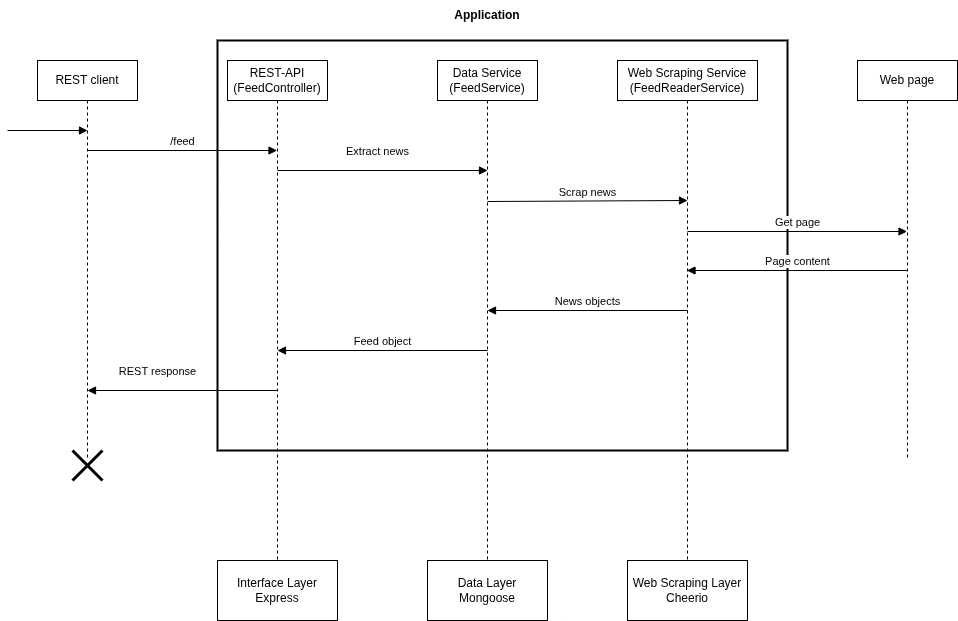 Application
REST client
REST-API
(FeedController)
Data Service
(FeedService)
Web Scraping Service
(FeedReaderService)
Web page
/feed
Extract news
Scrap news
Get page
Page content
News objects
Feed object
REST response
Interface Layer
Express
Data Layer
Mongoose
Web Scraping Layer
Cheerio